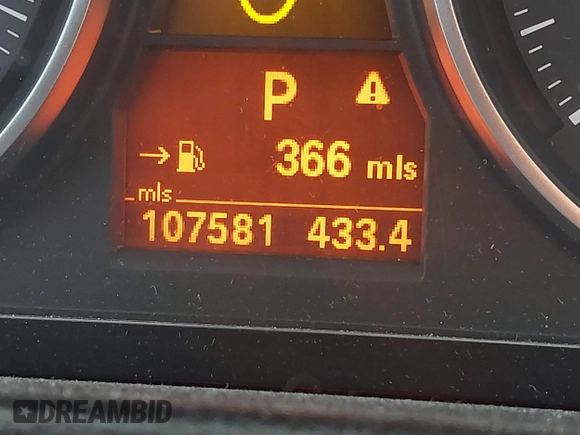 P
→ 366 mls
mls
107581 433.4
DREAMBID